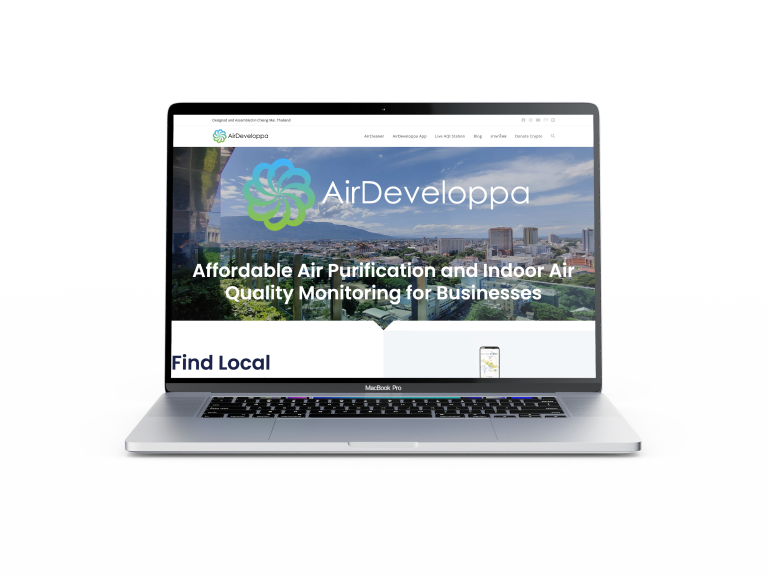 Designed and Assembled in Chiang Mai, Thailand
AirDeveloppa
Aircleaner AirDeveloppa App Live AQI Station Blog ภาษาไทย Donate Crypto
AirDeveloppa
Affordable Air Purification and Indoor Air
Quality Monitoring for Businesses
Find Local
MacBook Pro